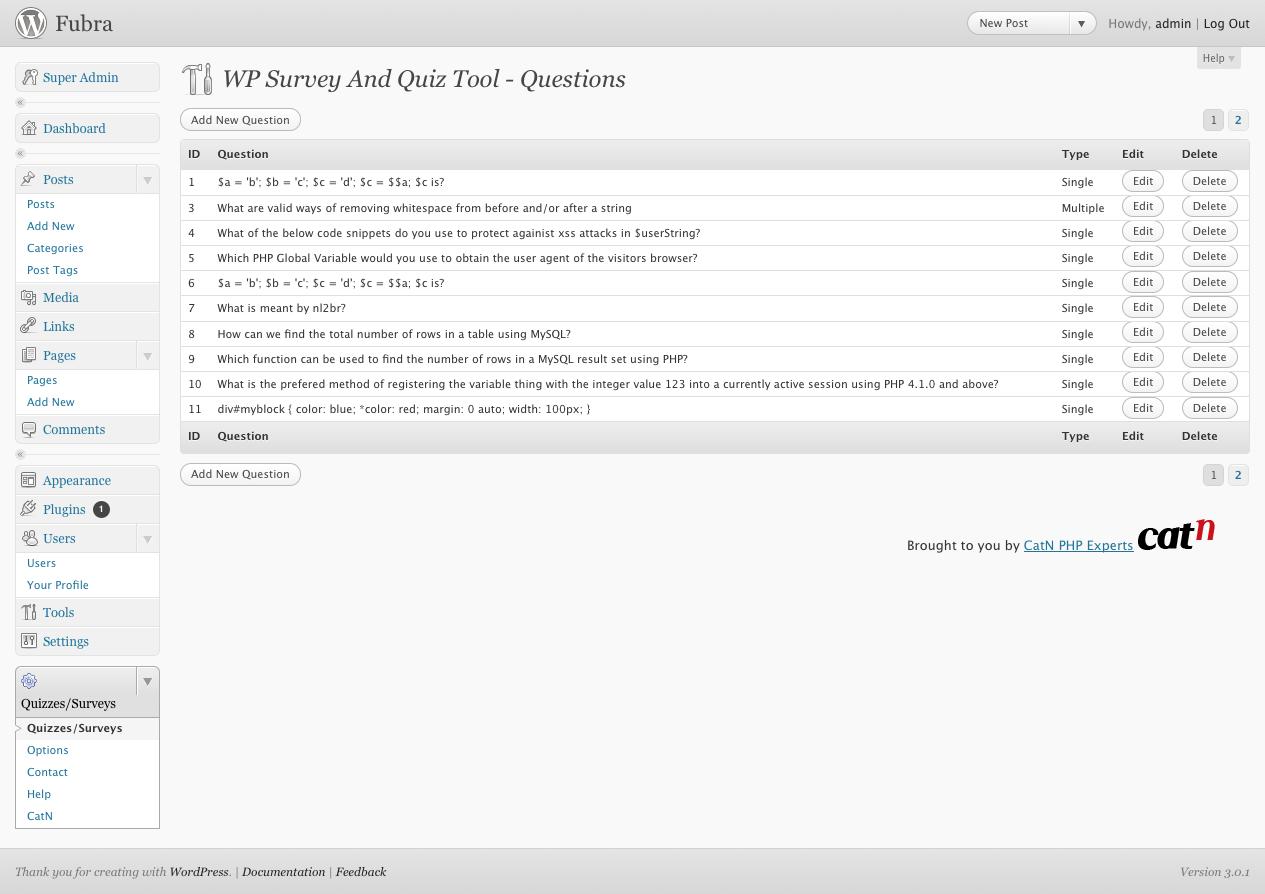 Fubra
New Post
Howdy, admin | Log Out
Help
Super Admin
Dashboard
Posts
Posts
Add New
Categories
Post Tags
Media
Links
Pages
Pages
Add New
Comments
Appearance
Plugins 1
Users
Users
Your Profile
Tools
Settings
Quizzes/Surveys
Quizzes/Surveys
Options
Contact
Help
CatN
WP Survey And Quiz Tool - Questions
Add New Question
1 2
ID Question Type Edit Delete
1 $a = 'b'; $b = 'c'; $c = 'd'; $c = $$a; $c is? Single Edit Delete
3 What are valid ways of removing whitespace from before and/or after a string Multiple Edit Delete
4 What of the below code snippets do you use to protect againist xss attacks in $userString? Single Edit Delete
5 Which PHP Global Variable would you use to obtain the user agent of the visitors browser? Single Edit Delete
6 $a = 'b'; $b = 'c'; $c = 'd'; $c = $$a; $c is? Single Edit Delete
7 What is meant by nl2br? Single Edit Delete
8 How can we find the total number of rows in a table using MySQL? Single Edit Delete
9 Which function can be used to find the number of rows in a MySQL result set using PHP? Single Edit Delete
10 What is the prefered method of registering the variable thing with the integer value 123 into a currently active session using PHP 4.1.0 and above? Single Edit Delete
11 div#myblock { color: blue; *color: red; margin: 0 auto; width: 100px; } Single Edit Delete
ID Question Type Edit Delete
Add New Question
1 2
Brought to you by CatN PHP Experts catn
Thank you for creating with WordPress. | Documentation | Feedback
Version 3.0.1